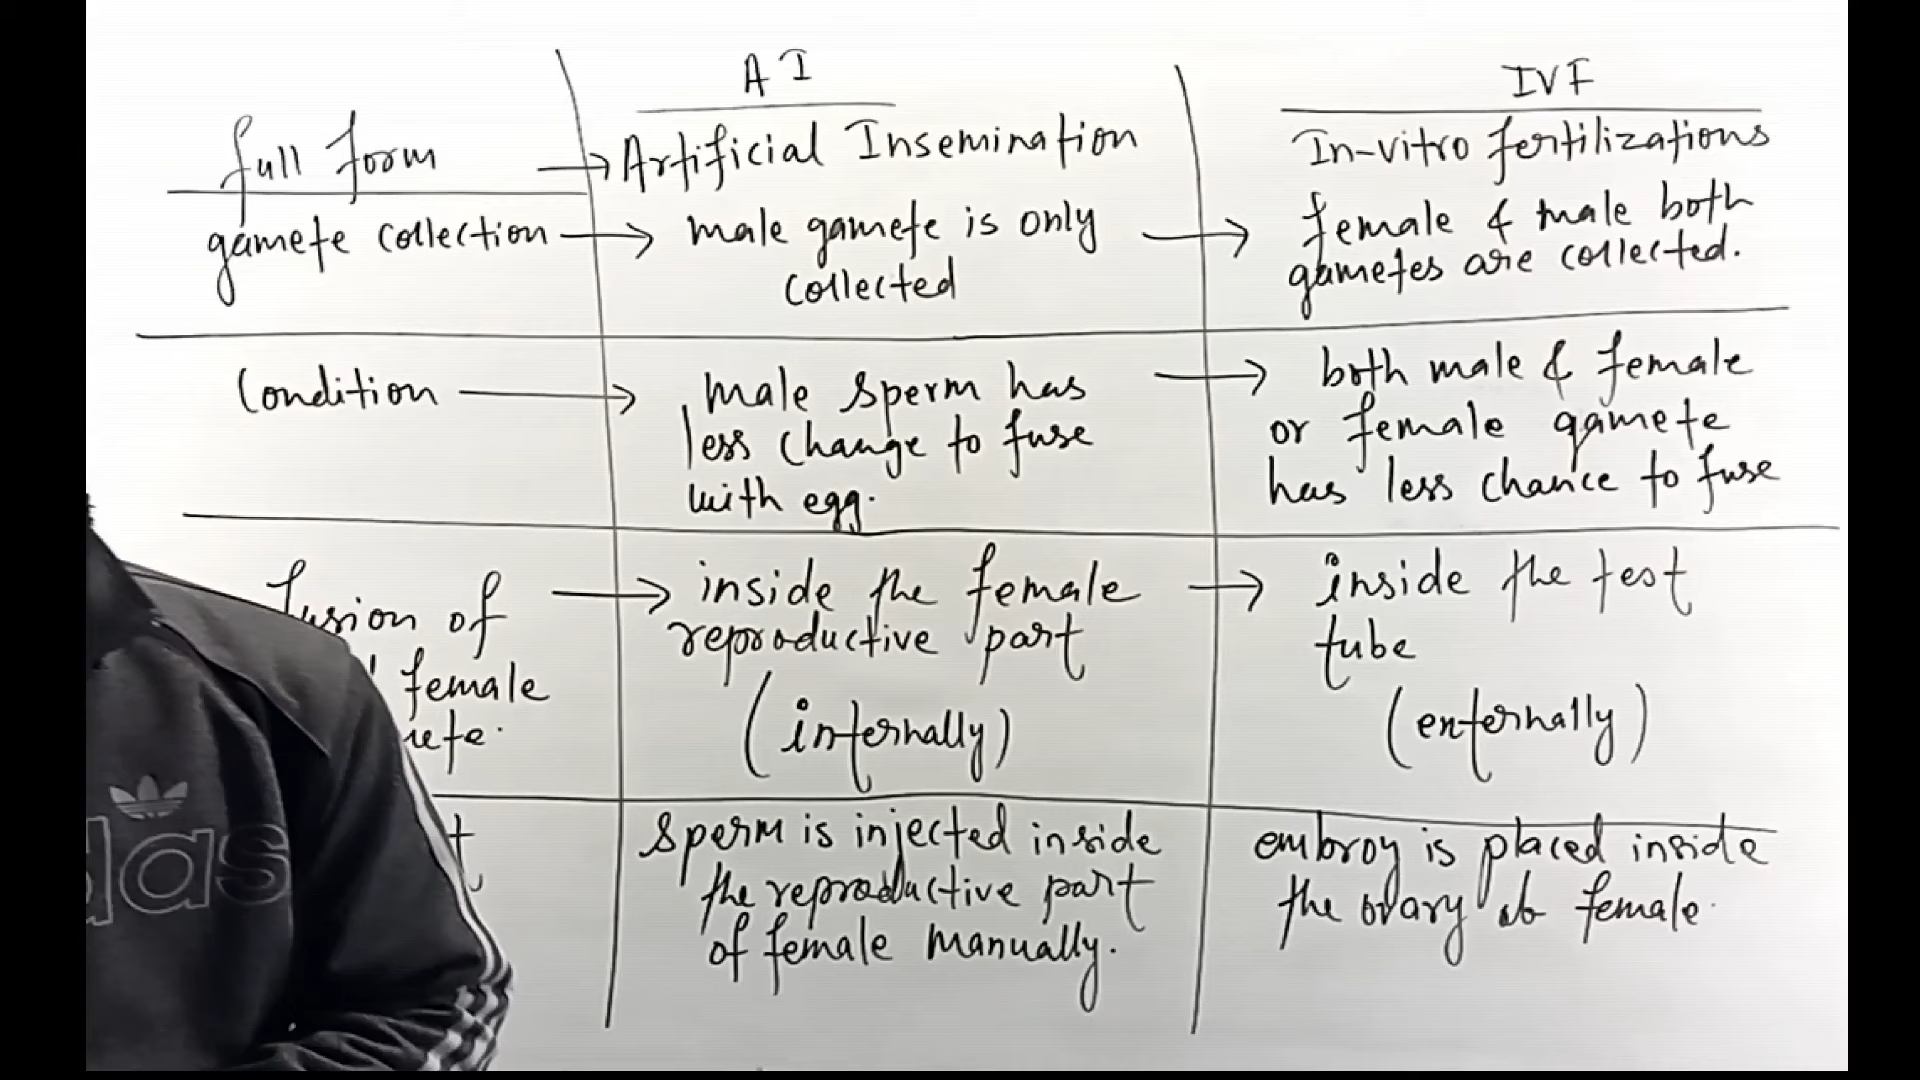 AI
IVF
full form → Artificial Insemination
In-vitro fertilizations
gamete collection → male gamete is only
collected
→ female & male both
gametes are collected.
Condition → male sperm has
less change to fuse
with egg.
→ both male & female
or female gamete
has less chance to fuse
fusion of
female
→ inside the female
reproductive part
(internally)
→ inside the test
tube
(externally)
sperm is injected inside
the reproductive part
of female manually.
embroy is placed inside
the ovary female.
das